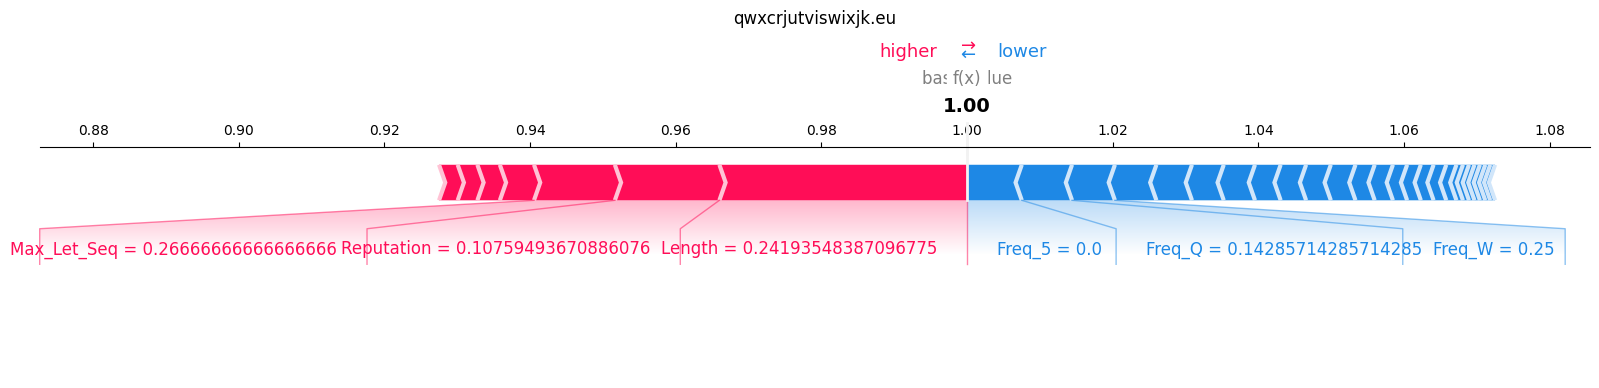 qwxcrjutviswixjk.eu
higher ⇄ lower
f(x)
1.00
0.88 0.90 0.92 0.94 0.96 0.98 1.00 1.02 1.04 1.06 1.08
Max_Let_Seq = 0.26666666666666666 Reputation = 0.10759493670886076 Length = 0.24193548387096775 Freq_5 = 0.0 Freq_Q = 0.14285714285714285 Freq_W = 0.25